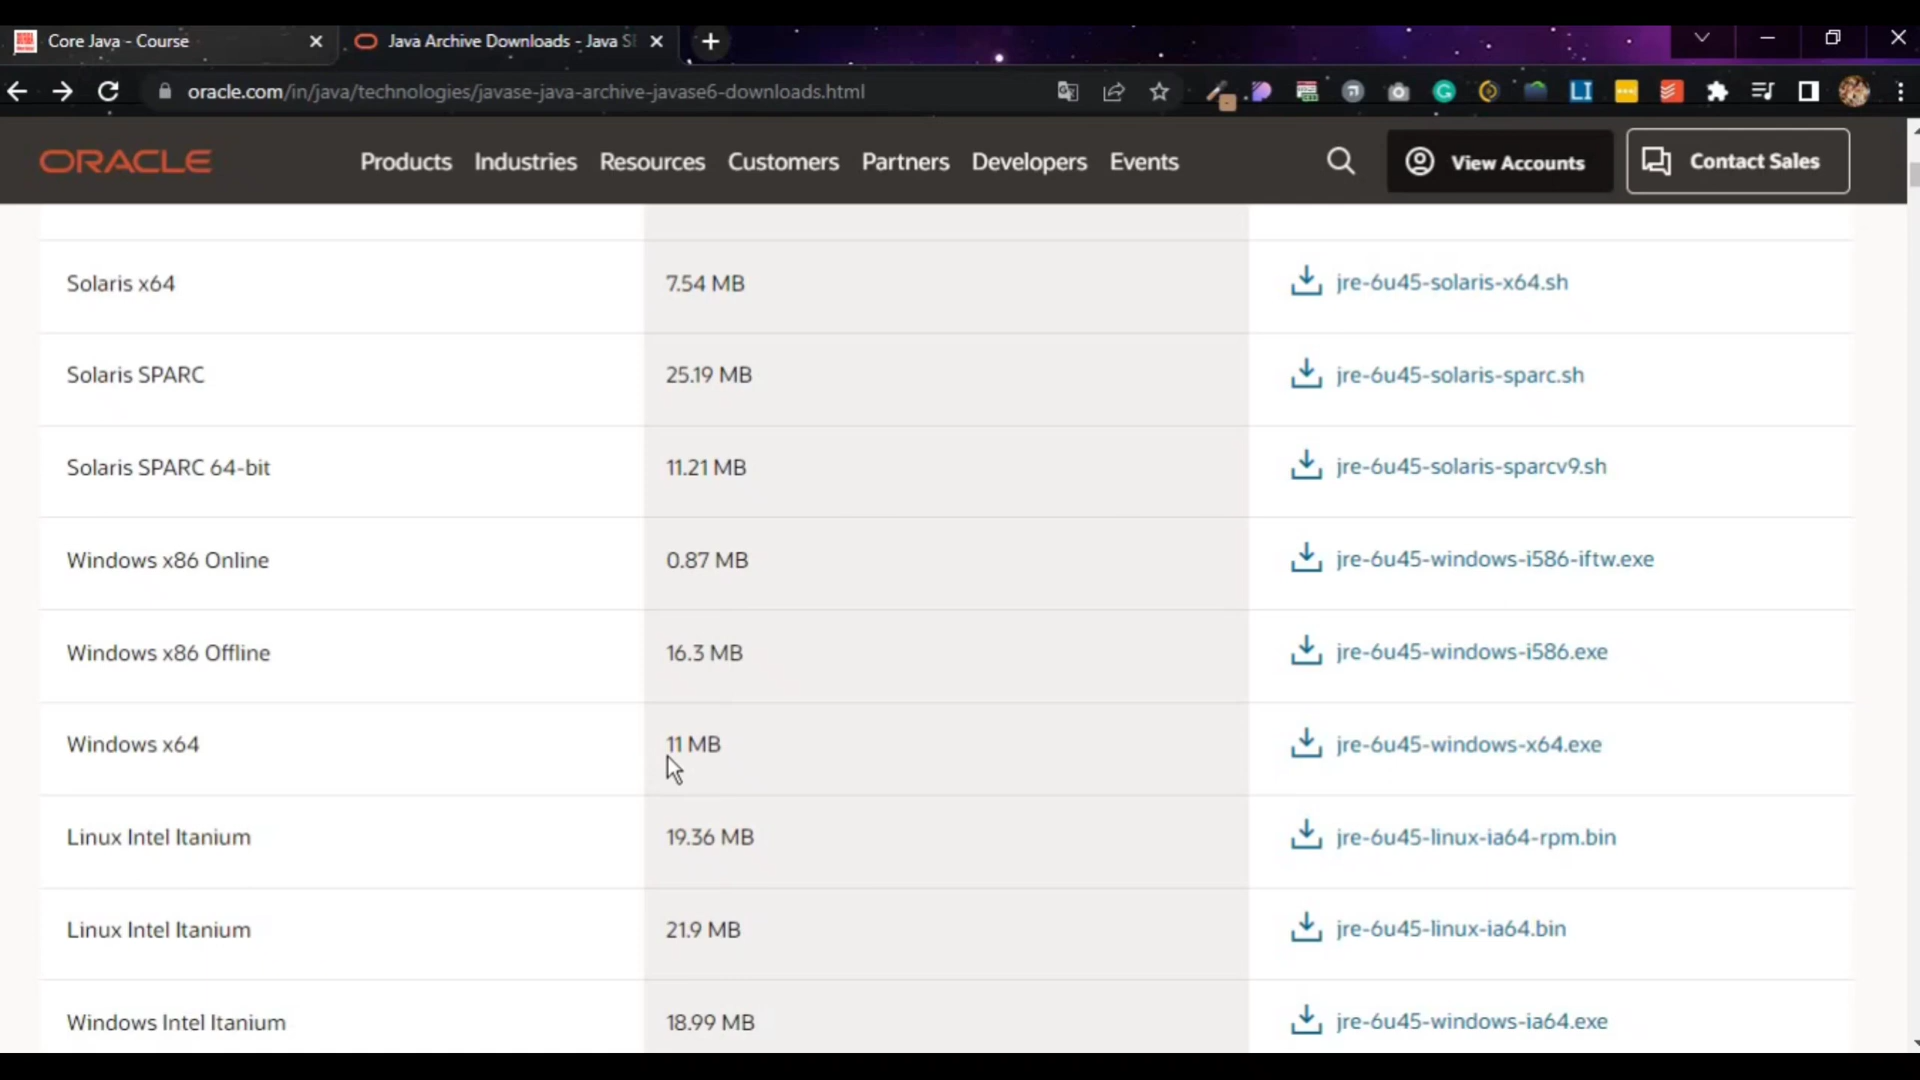 Core Java - Course
Java Archive Downloads - Java S
oracle.com/in/java/technologies/javase-java-archive-javase6-downloads.html
ORACLE
Products Industries Resources Customers Partners Developers Events
View Accounts
Contact Sales
Solaris x64 7.54 MB jre-6u45-solaris-x64.sh
Solaris SPARC 25.19 MB jre-6u45-solaris-sparc.sh
Solaris SPARC 64-bit 11.21 MB jre-6u45-solaris-sparcv9.sh
Windows x86 Online 0.87 MB jre-6u45-windows-i586-iftw.exe
Windows x86 Offline 16.3 MB jre-6u45-windows-i586.exe
Windows x64 11 MB jre-6u45-windows-x64.exe
Linux Intel Itanium 19.36 MB jre-6u45-linux-ia64-rpm.bin
Linux Intel Itanium 21.9 MB jre-6u45-linux-ia64.bin
Windows Intel Itanium 18.99 MB jre-6u45-windows-ia64.exe